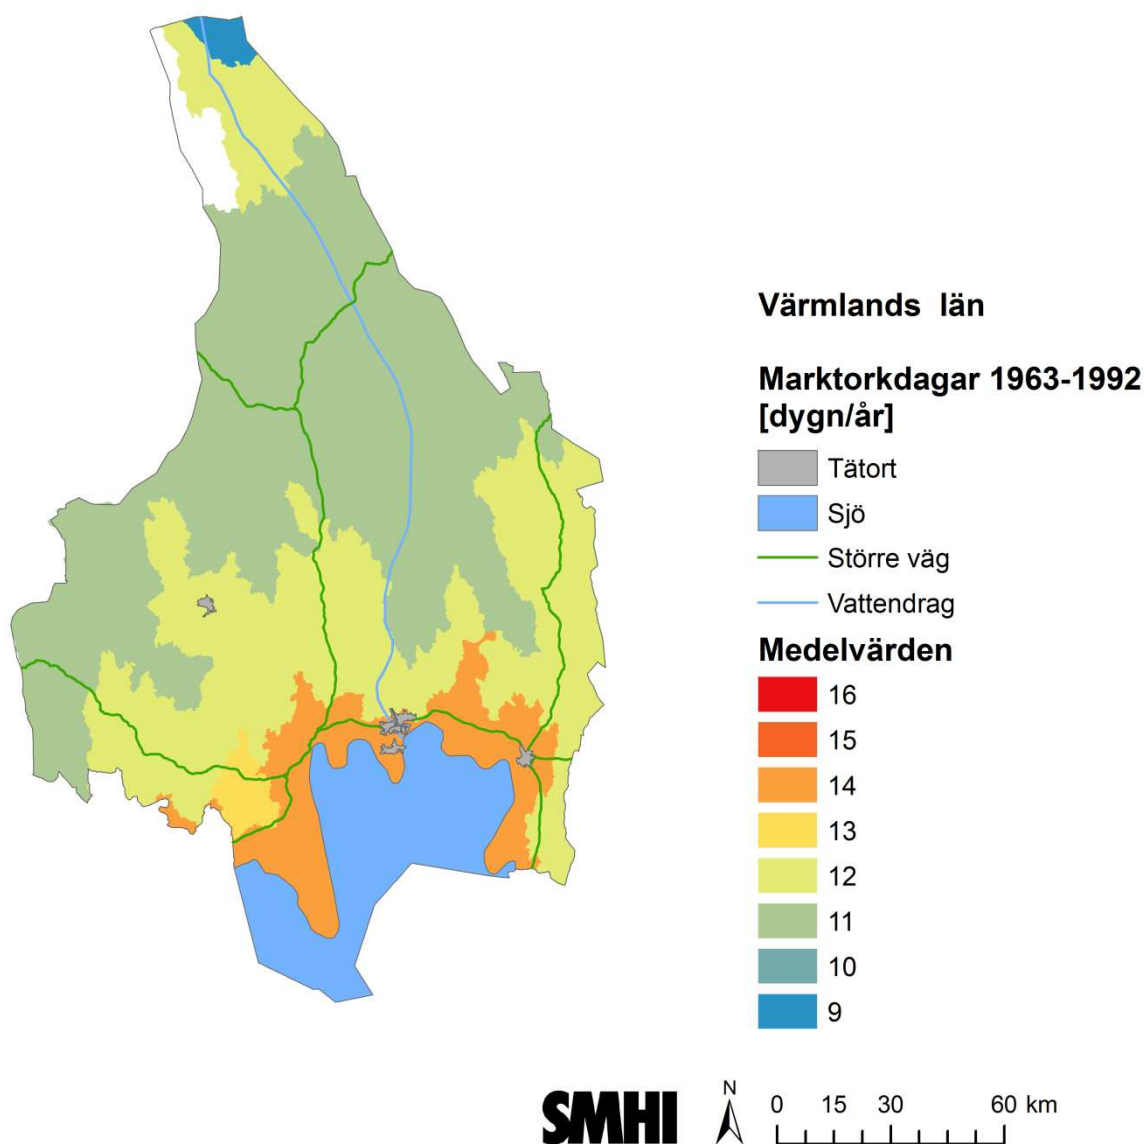 Värmlands län
Marktorkdagar 1963-1992
[dygn/år]
Tätort
Sjö
Större väg
Vattendrag
Medelvärden
16
15
14
13
12
11
10
9
SMHI
N
0 15 30 60 km